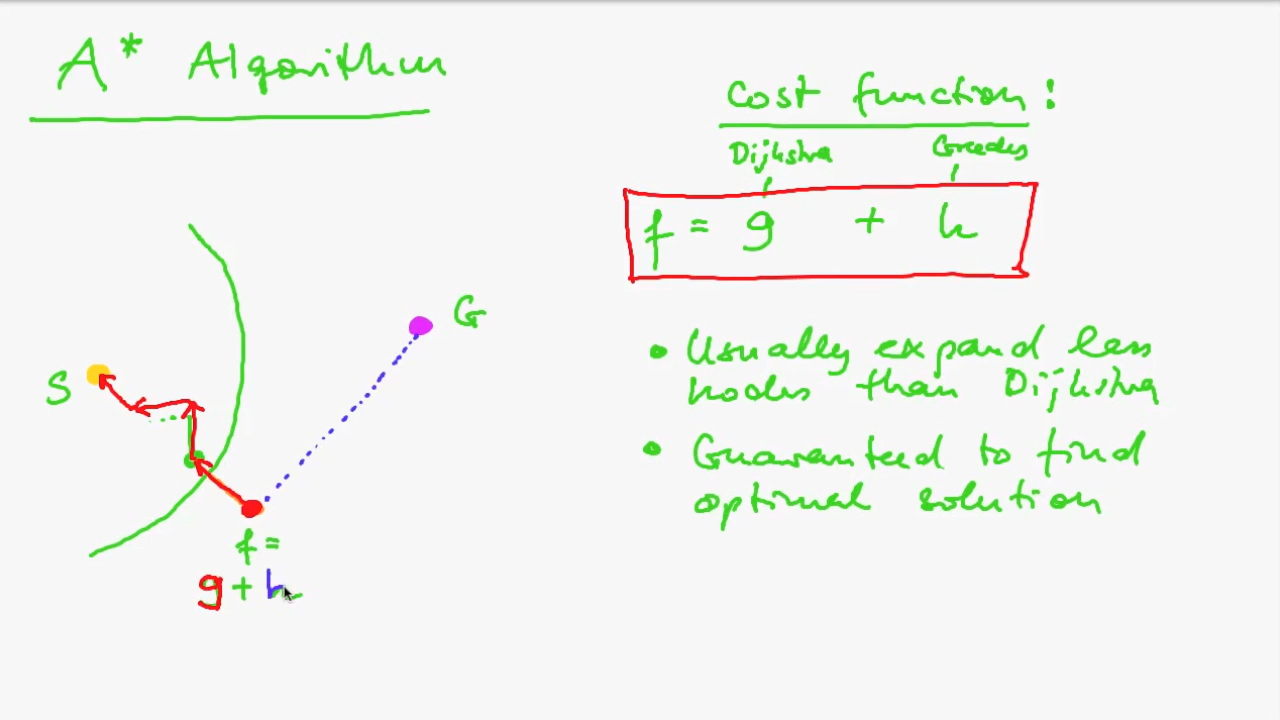 A* Algorithm
Cost function:
Dijkstra Greedy
f = g + h
S
G
f =
g + h
• Usually expand less
nodes than Dijkstra
• Guaranteed to find
optimal solution